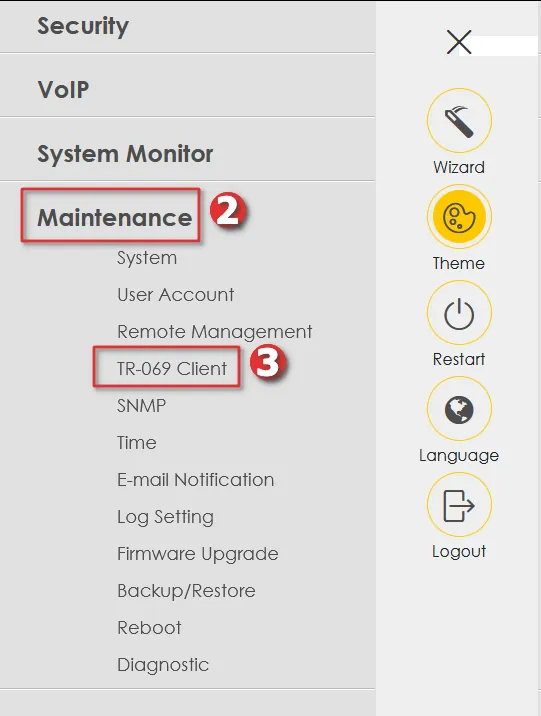 Security
VoIP
System Monitor
Maintenance 2
System
User Account
Remote Management
TR-069 Client 3
SNMP
Time
E-mail Notification
Log Setting
Firmware Upgrade
Backup/Restore
Reboot
Diagnostic
Wizard
Theme
Restart
Language
Logout